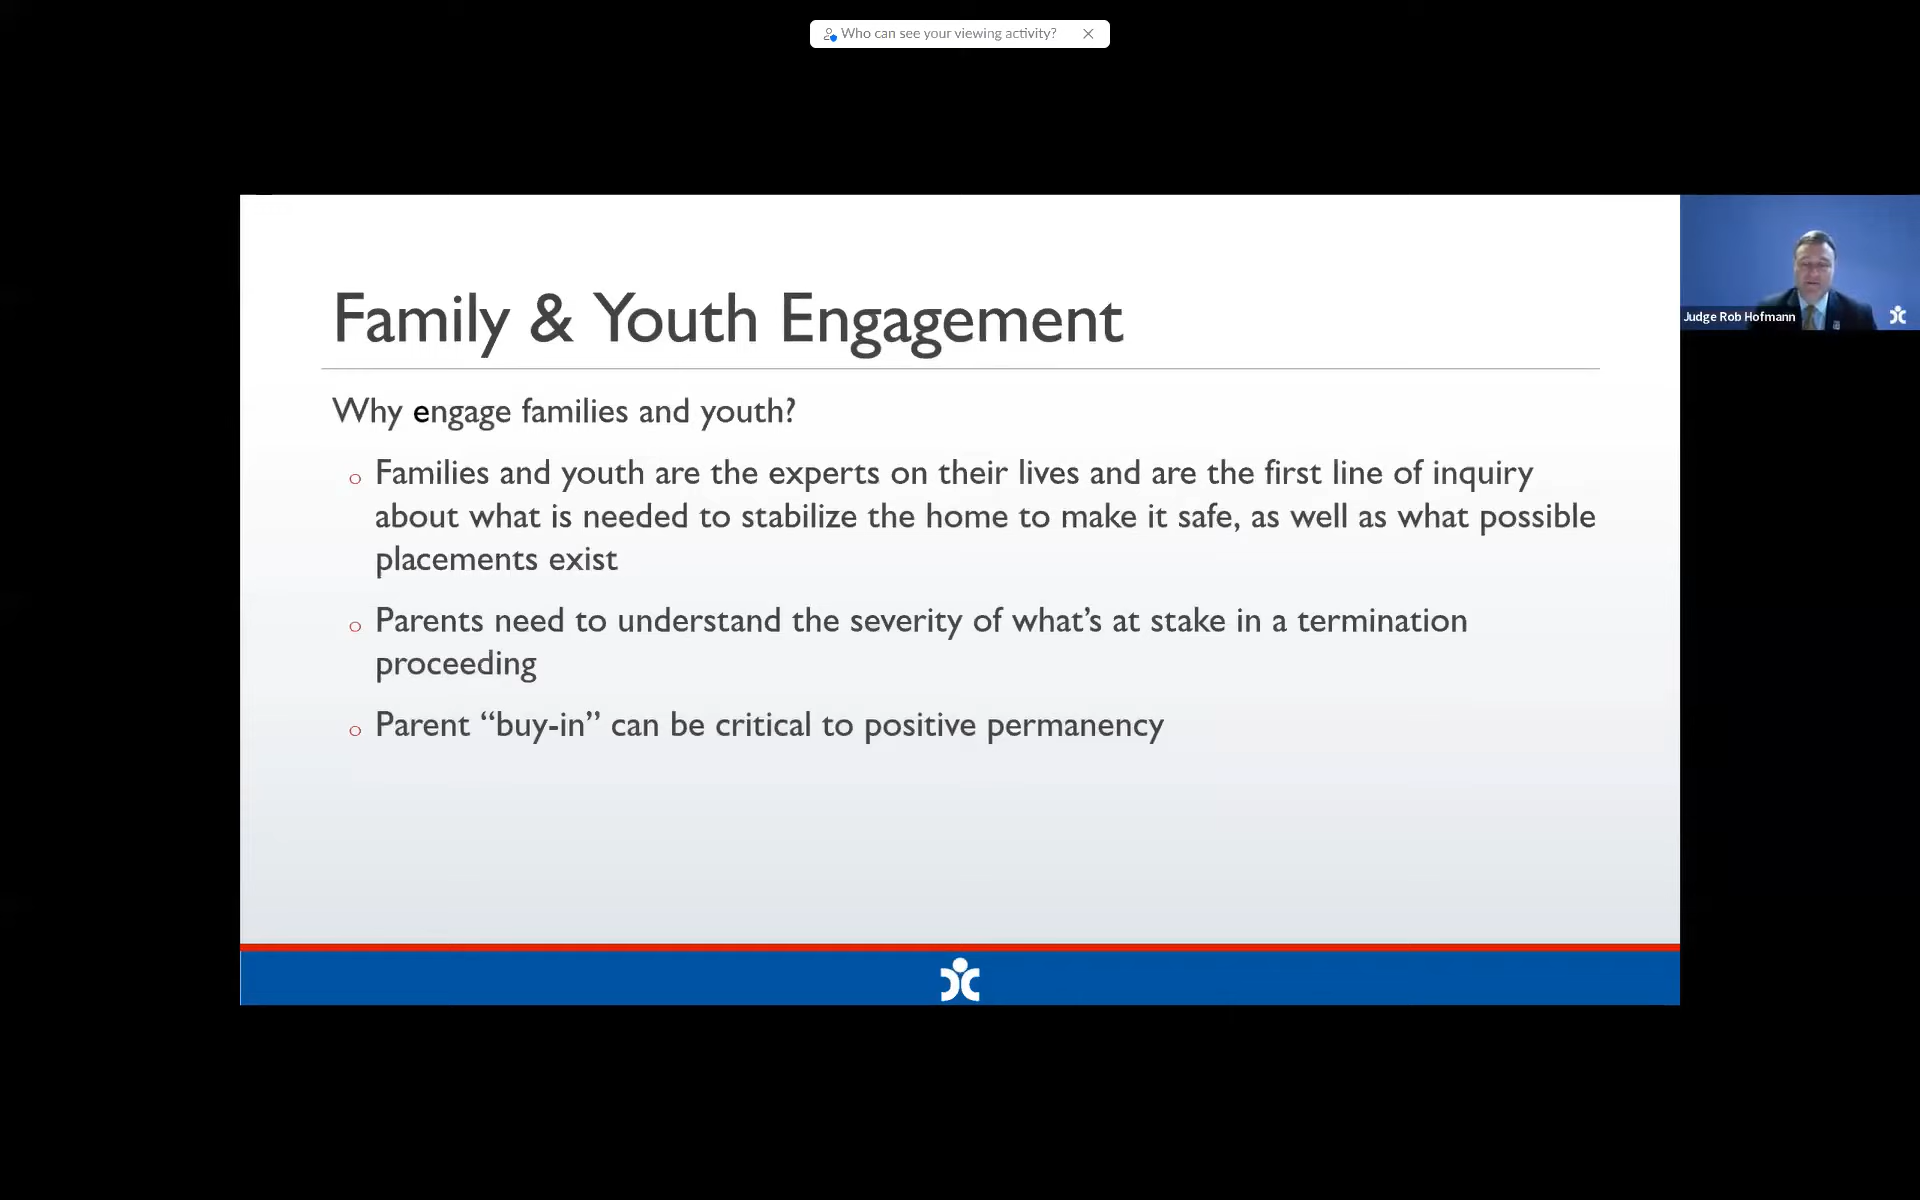 Who can see your viewing activity?
Family & Youth Engagement
Why engage families and youth?
Families and youth are the experts on their lives and are the first line of inquiry
about what is needed to stabilize the home to make it safe, as well as what possible
placements exist
Parents need to understand the severity of what’s at stake in a termination
proceeding
Parent “buy-in” can be critical to positive permanency
Judge Rob Hofmann